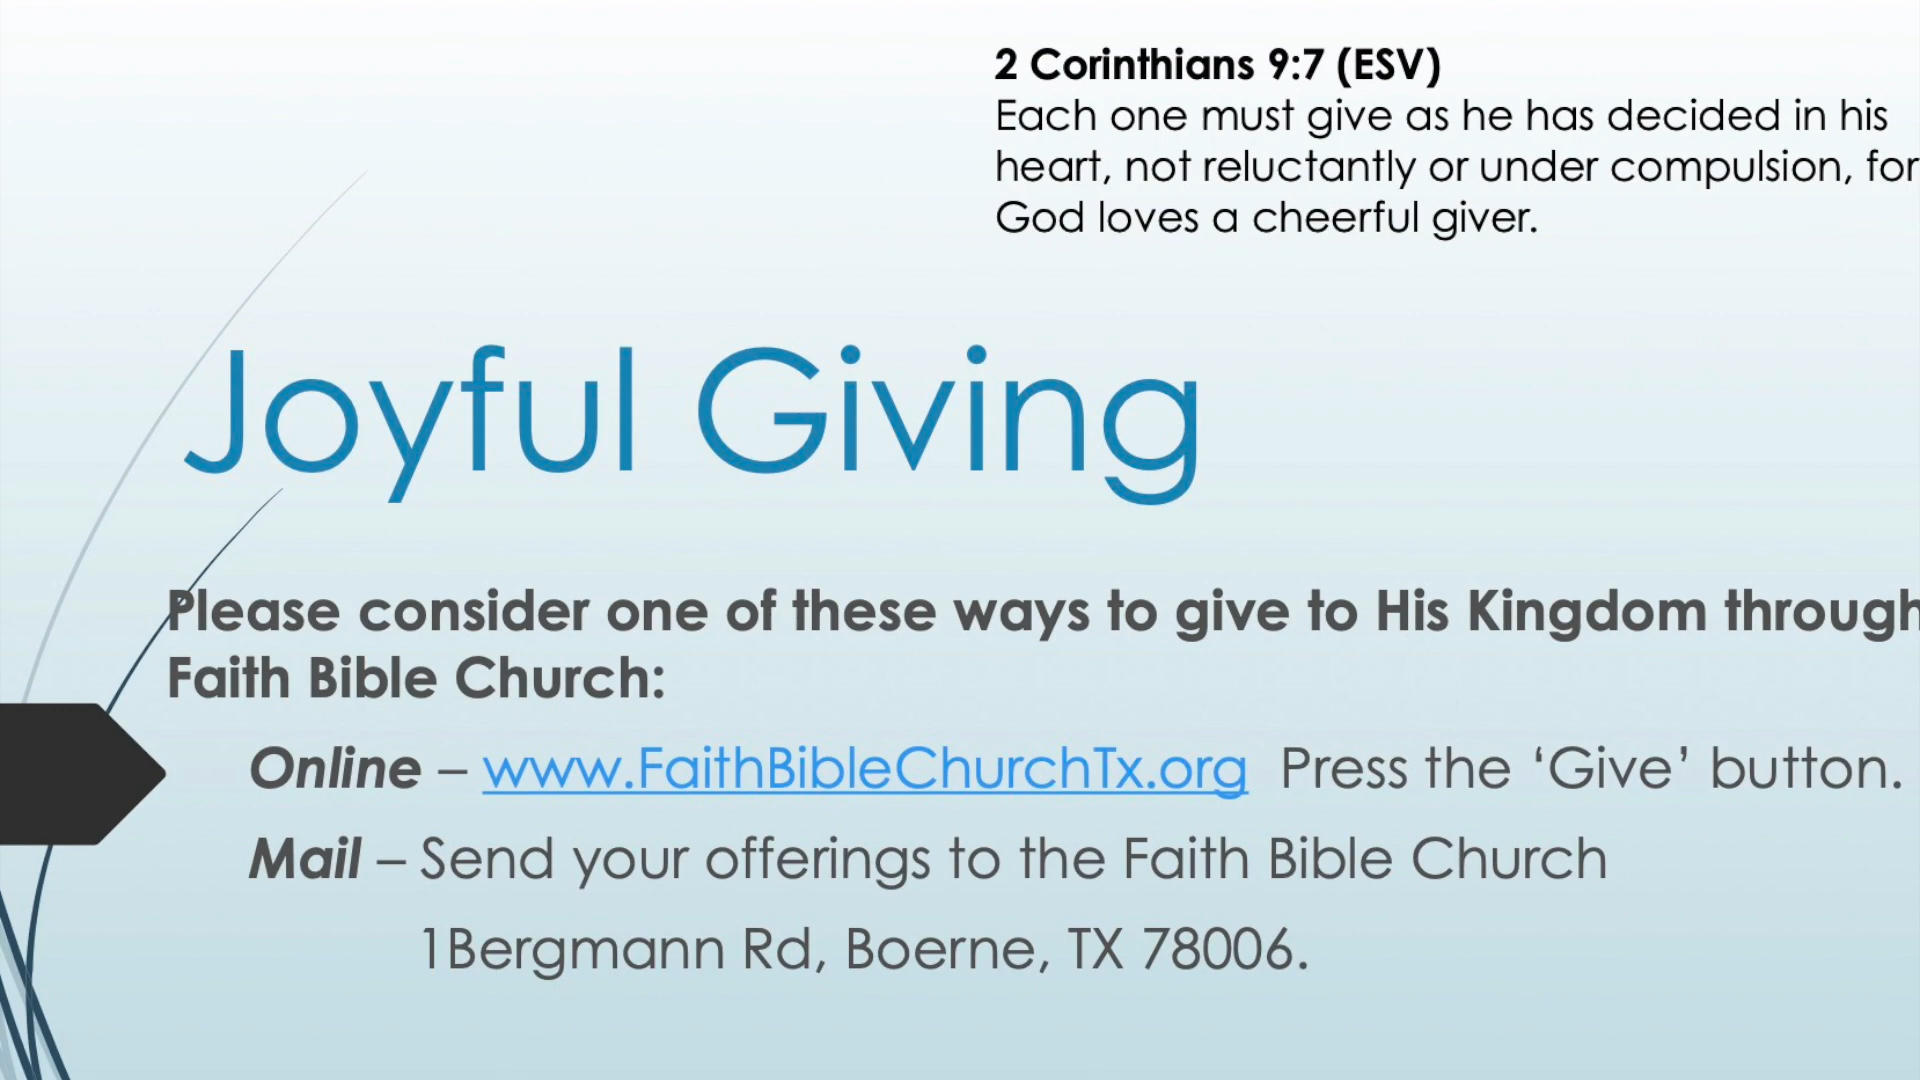 2 Corinthians 9:7 (ESV)
Each one must give as he has decided in his
heart, not reluctantly or under compulsion, for
God loves a cheerful giver.
Joyful Giving
Please consider one of these ways to give to His Kingdom through
Faith Bible Church:
Online – www.FaithBibleChurchTx.org Press the ‘Give’ button.
Mail – Send your offerings to the Faith Bible Church
1Bergmann Rd, Boerne, TX 78006.